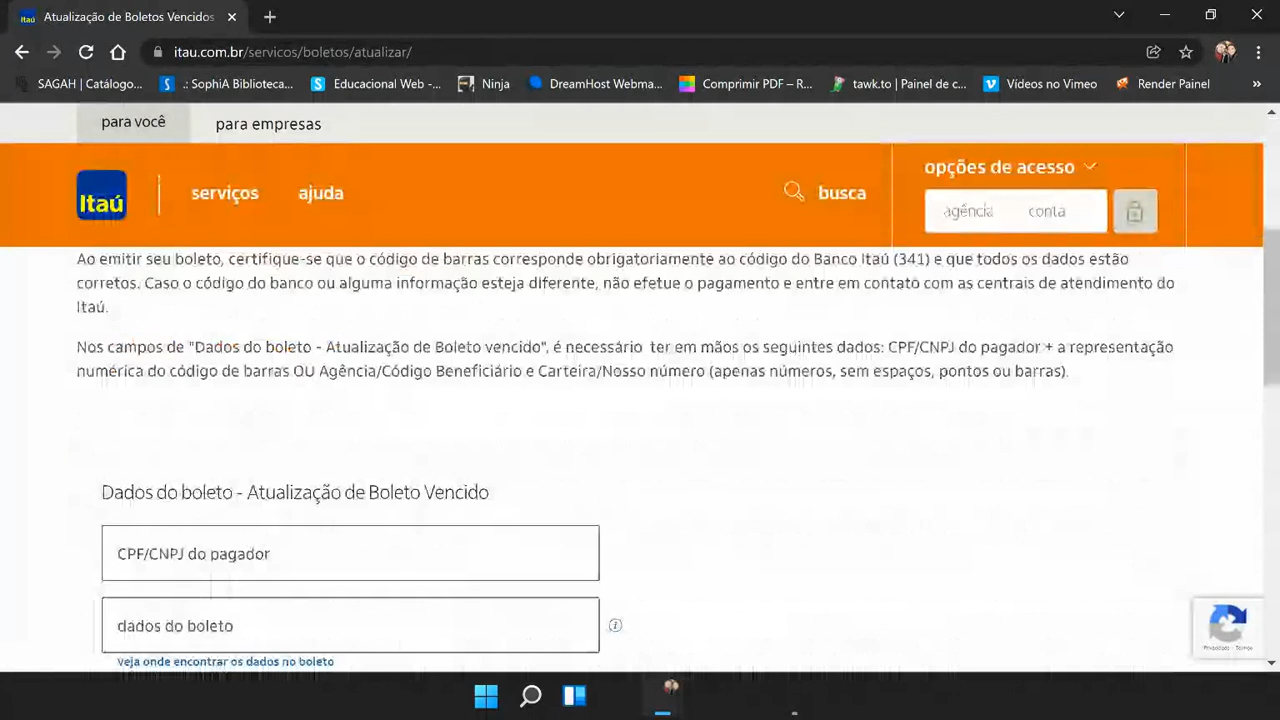 Itaú Atualização de Boletos Vencidos
itau.com.br/servicos/boletos/atualizar/
SAGAH | Catálogo... .: SophiA Biblioteca... Educacional Web -... Ninja DreamHost Webma... Comprimir PDF – R... tawk.to | Painel de c... Vídeos no Vimeo Render Painel »
para você para empresas
Itaú serviços ajuda busca opções de acesso
agência conta
Ao emitir seu boleto, certifique-se que o código de barras corresponde obrigatoriamente ao código do Banco Itaú (341) e que todos os dados estão
corretos. Caso o código do banco ou alguma informação esteja diferente, não efetue o pagamento e entre em contato com as centrais de atendimento do
Itaú.
Nos campos de "Dados do boleto - Atualização de Boleto vencido", é necessário ter em mãos os seguintes dados: CPF/CNPJ do pagador + a representação
numérica do código de barras OU Agência/Código Beneficiário e Carteira/Nosso número (apenas números, sem espaços, pontos ou barras).
Dados do boleto - Atualização de Boleto Vencido
CPF/CNPJ do pagador
dados do boleto
Veja onde encontrar os dados no boleto
Privacidade - Termos